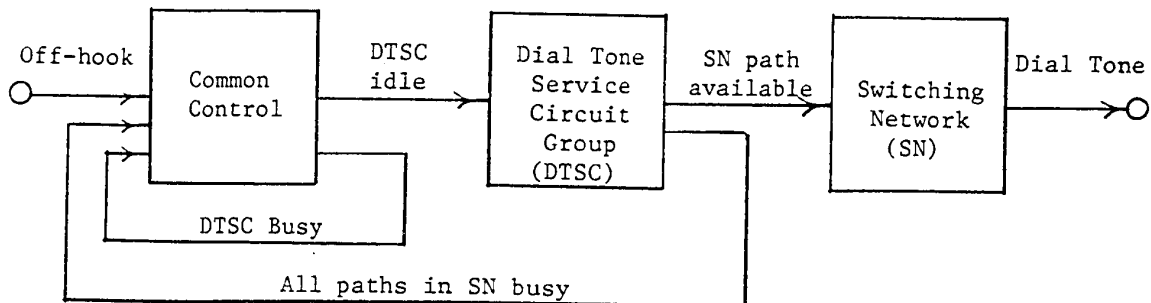 Off-hook
Common
Control
DTSC
idle
Dial Tone
Service
Circuit
Group
(DTSC)
SN path
available
Switching
Network
(SN)
Dial Tone
DTSC Busy
All paths in SN busy